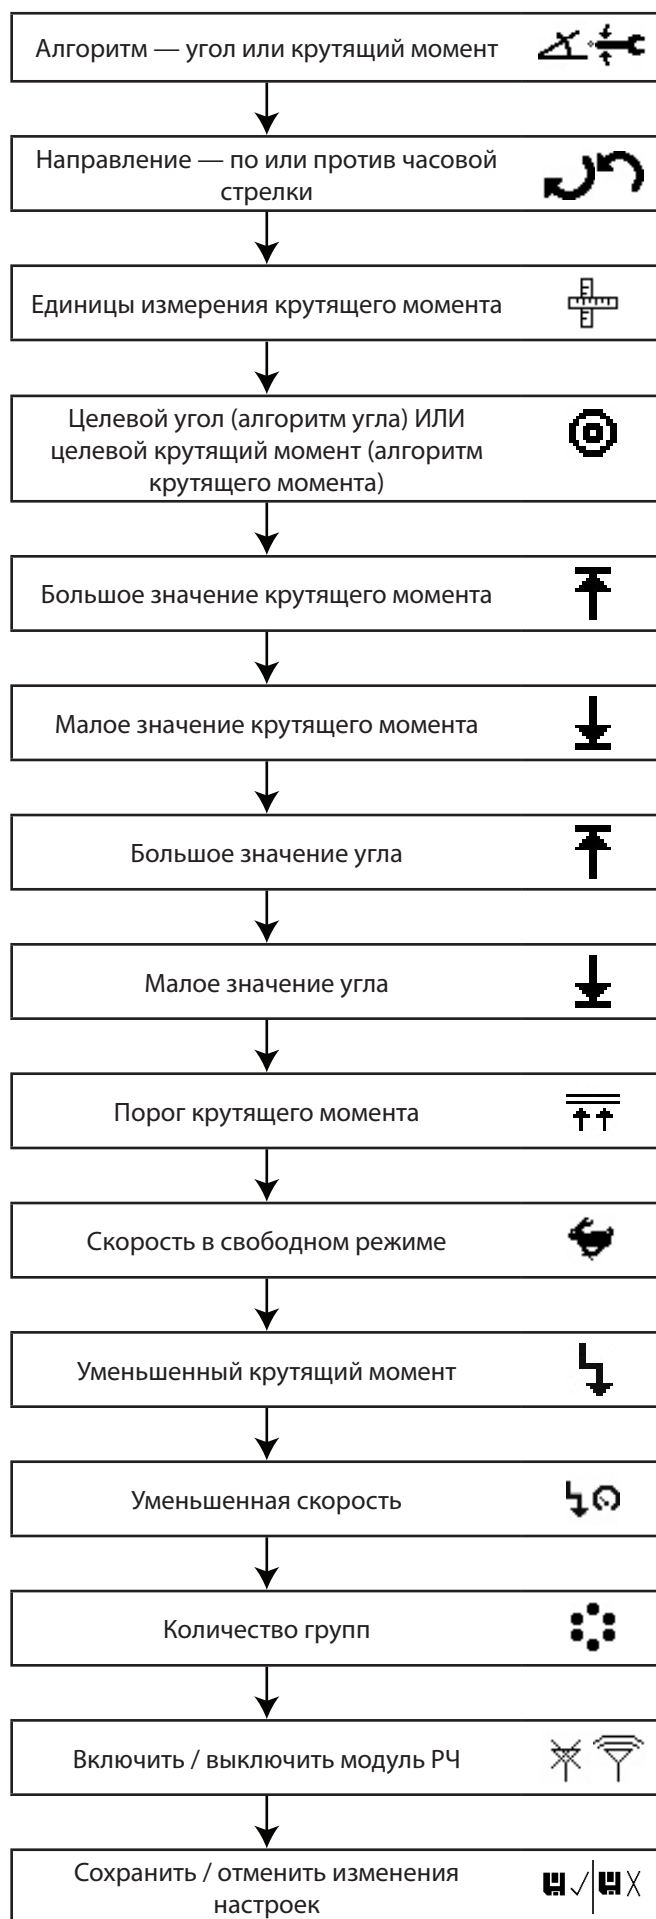 Алгоритм — угол или крутящий момент
Направление — по или против часовой
стрелки
Единицы измерения крутящего момента
Целевой угол (алгоритм угла) ИЛИ
целевой крутящий момент (алгоритм
крутящего момента)
Большое значение крутящего момента
Малое значение крутящего момента
Большое значение угла
Малое значение угла
Порог крутящего момента
Скорость в свободном режиме
Уменьшенный крутящий момент
Уменьшенная скорость
Количество групп
Включить / выключить модуль РЧ
Сохранить / отменить изменения
настроек